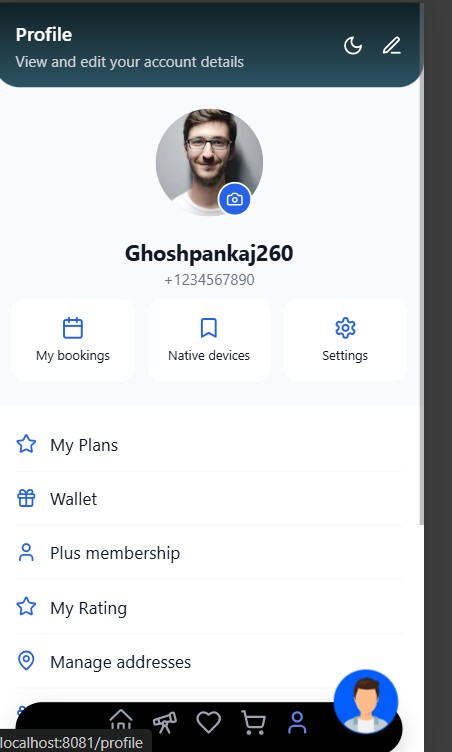 Profile
View and edit your account details
Ghoshpankaj260
+1234567890
My bookings
Native devices
Settings
My Plans
Wallet
Plus membership
My Rating
Manage addresses
localhost:8081/profile